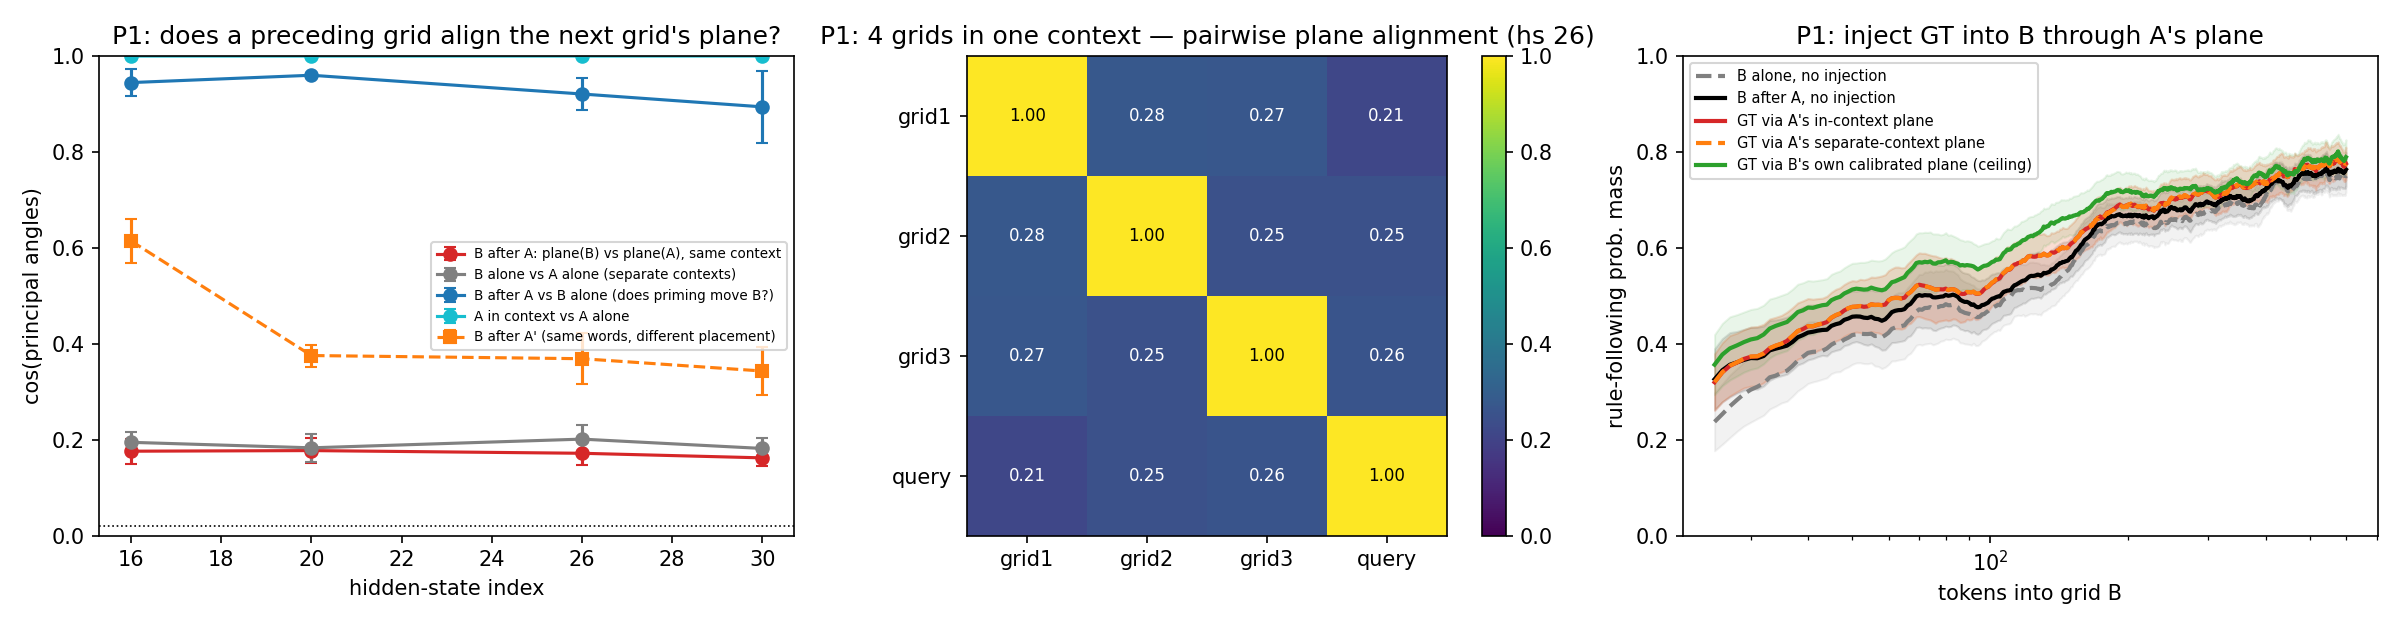 P1: does a preceding grid align the next grid's plane?
cos(principal angles)
1.0
0.8
0.6
0.4
0.2
0.0
B after A: plane(B) vs plane(A), same context
B alone vs A alone (separate contexts)
B after A vs B alone (does priming move B?)
A in context vs A alone
B after A' (same words, different placement)
16 18 20 22 24 26 28 30
hidden-state index
P1: 4 grids in one context — pairwise plane alignment (hs 26)
grid1 1.00 0.28 0.27 0.21
grid2 0.28 1.00 0.25 0.25
grid3 0.27 0.25 1.00 0.26
query 0.21 0.25 0.26 1.00
grid1 grid2 grid3 query
1.0
0.8
0.6
0.4
0.2
0.0
P1: inject GT into B through A's plane
rule-following prob. mass
1.0
0.8
0.6
0.4
0.2
0.0
B alone, no injection
B after A, no injection
GT via A's in-context plane
GT via A's separate-context plane
GT via B's own calibrated plane (ceiling)
10²
tokens into grid B